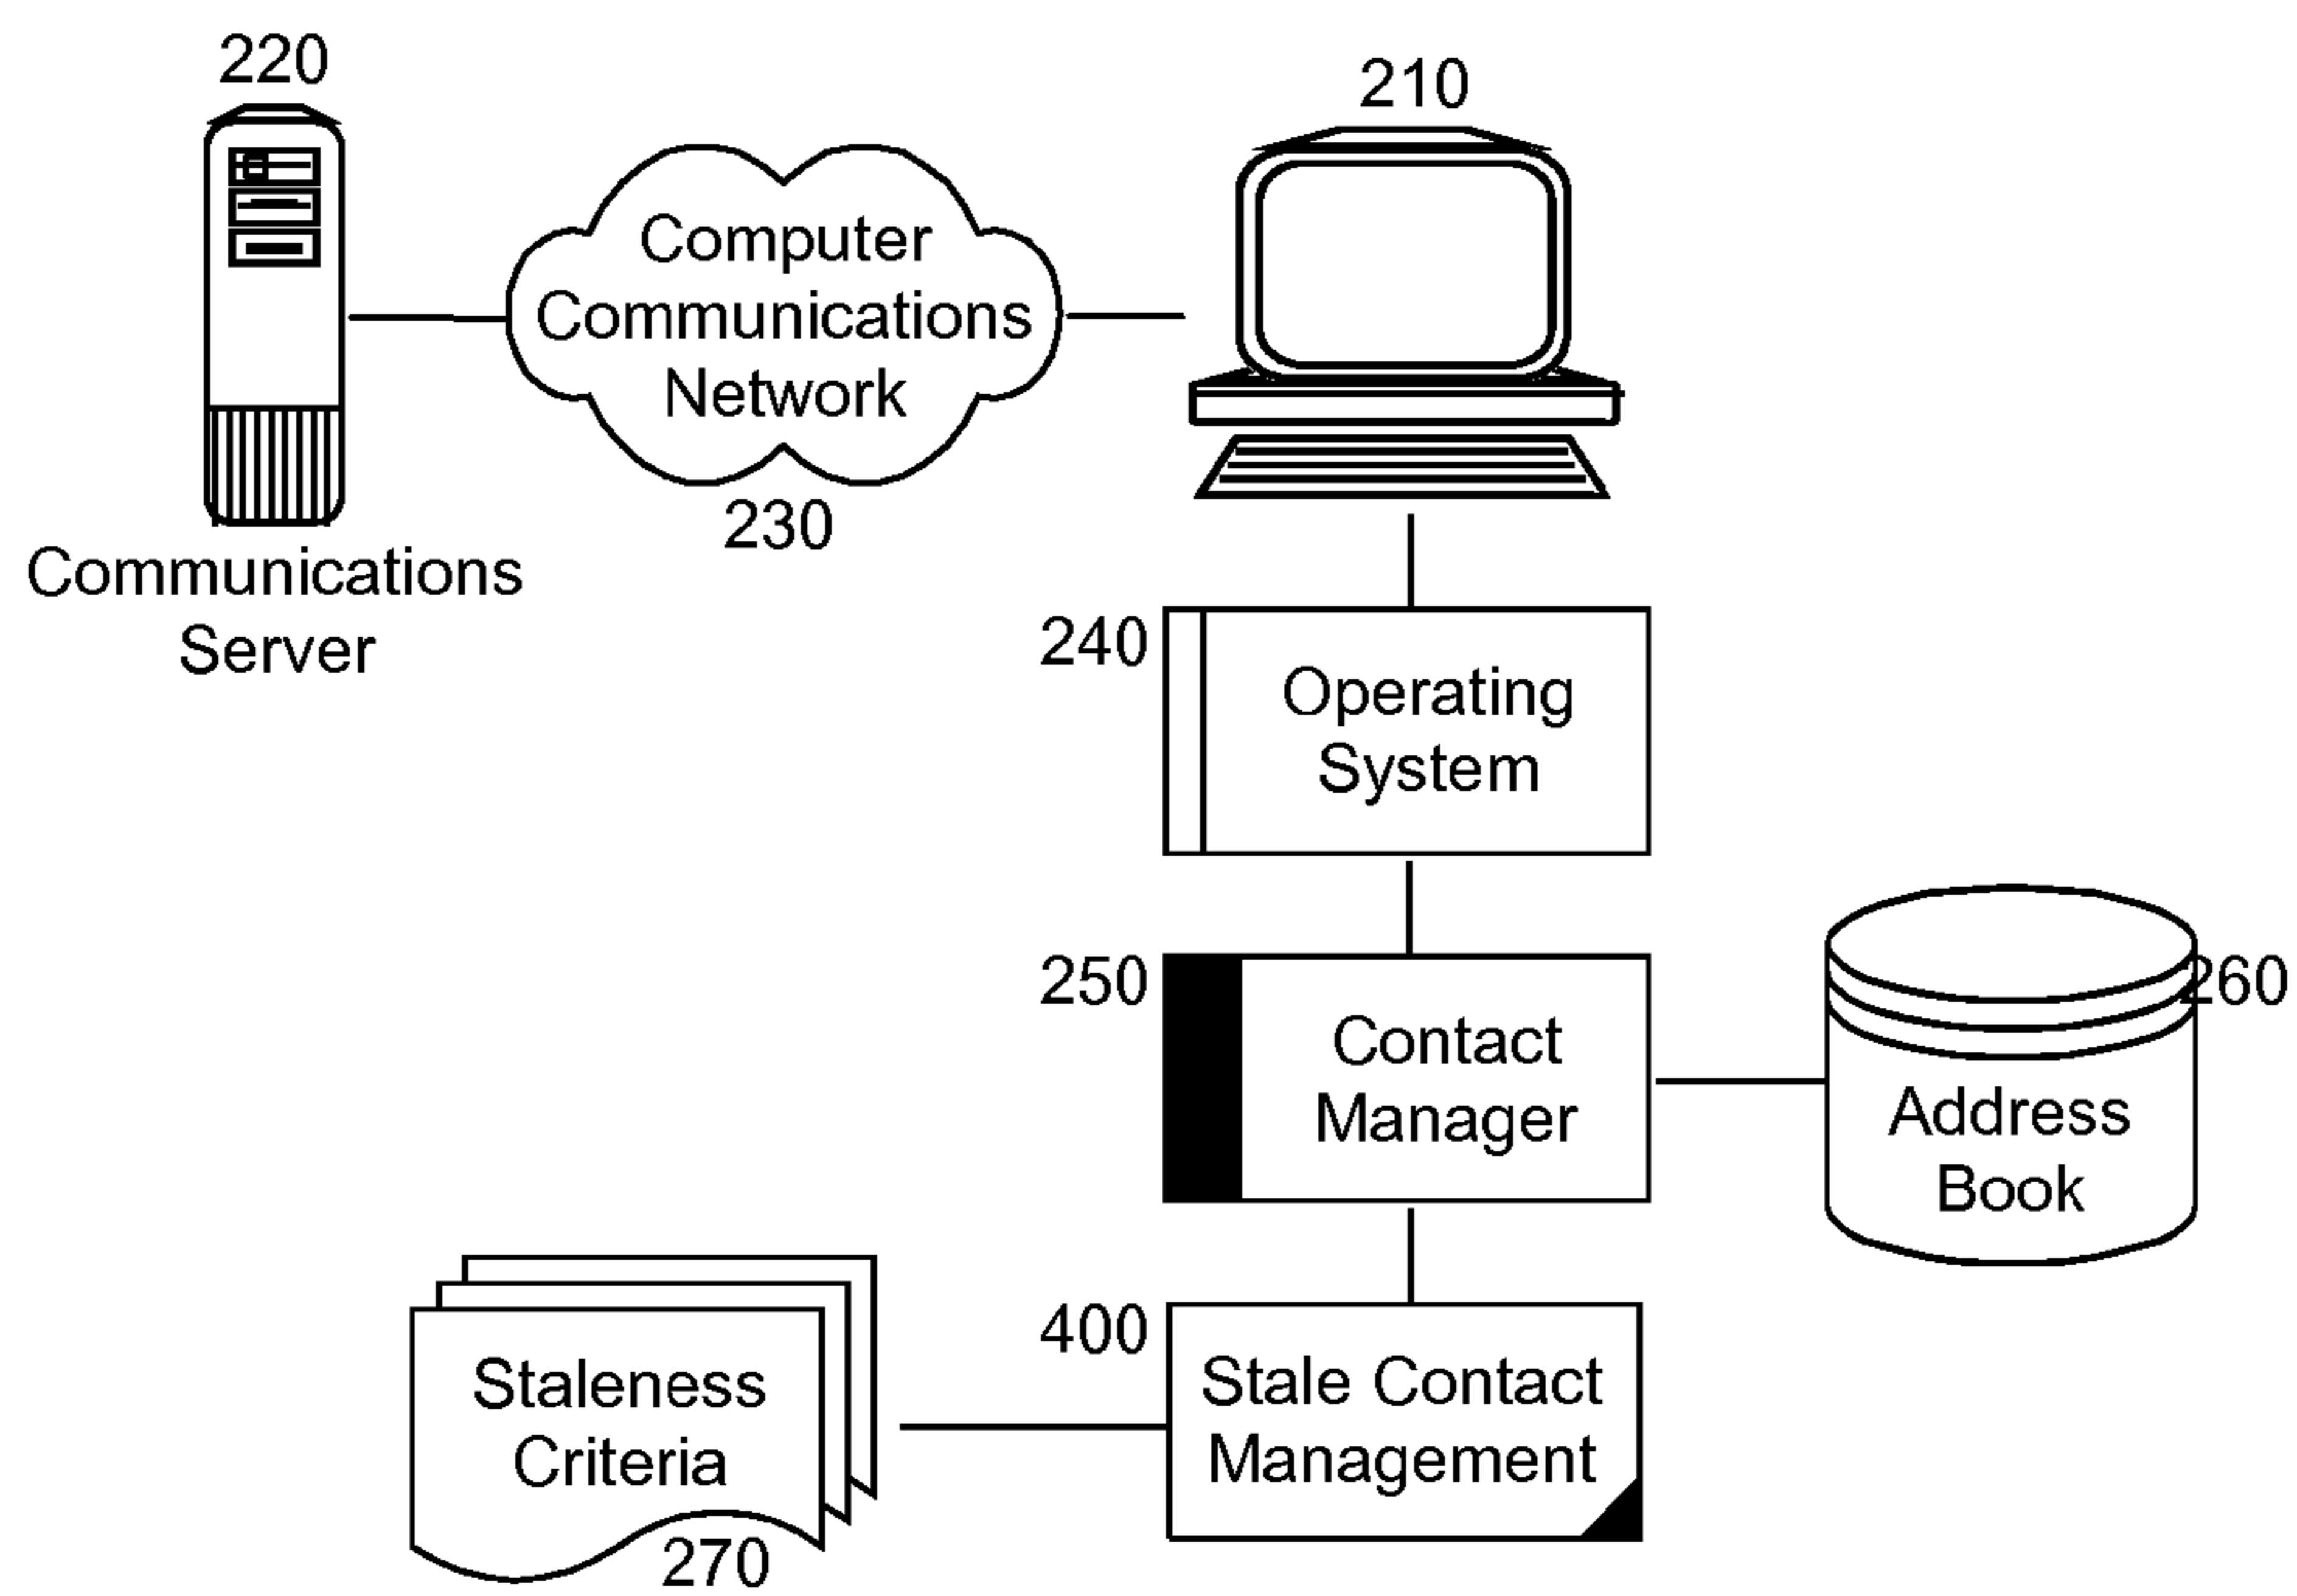 220
210
Computer
Communications
Network
230
Communications
Server
240
Operating
System
250
Contact
Manager
260
Address
Book
400
Stale Contact
Management
Staleness
Criteria
270